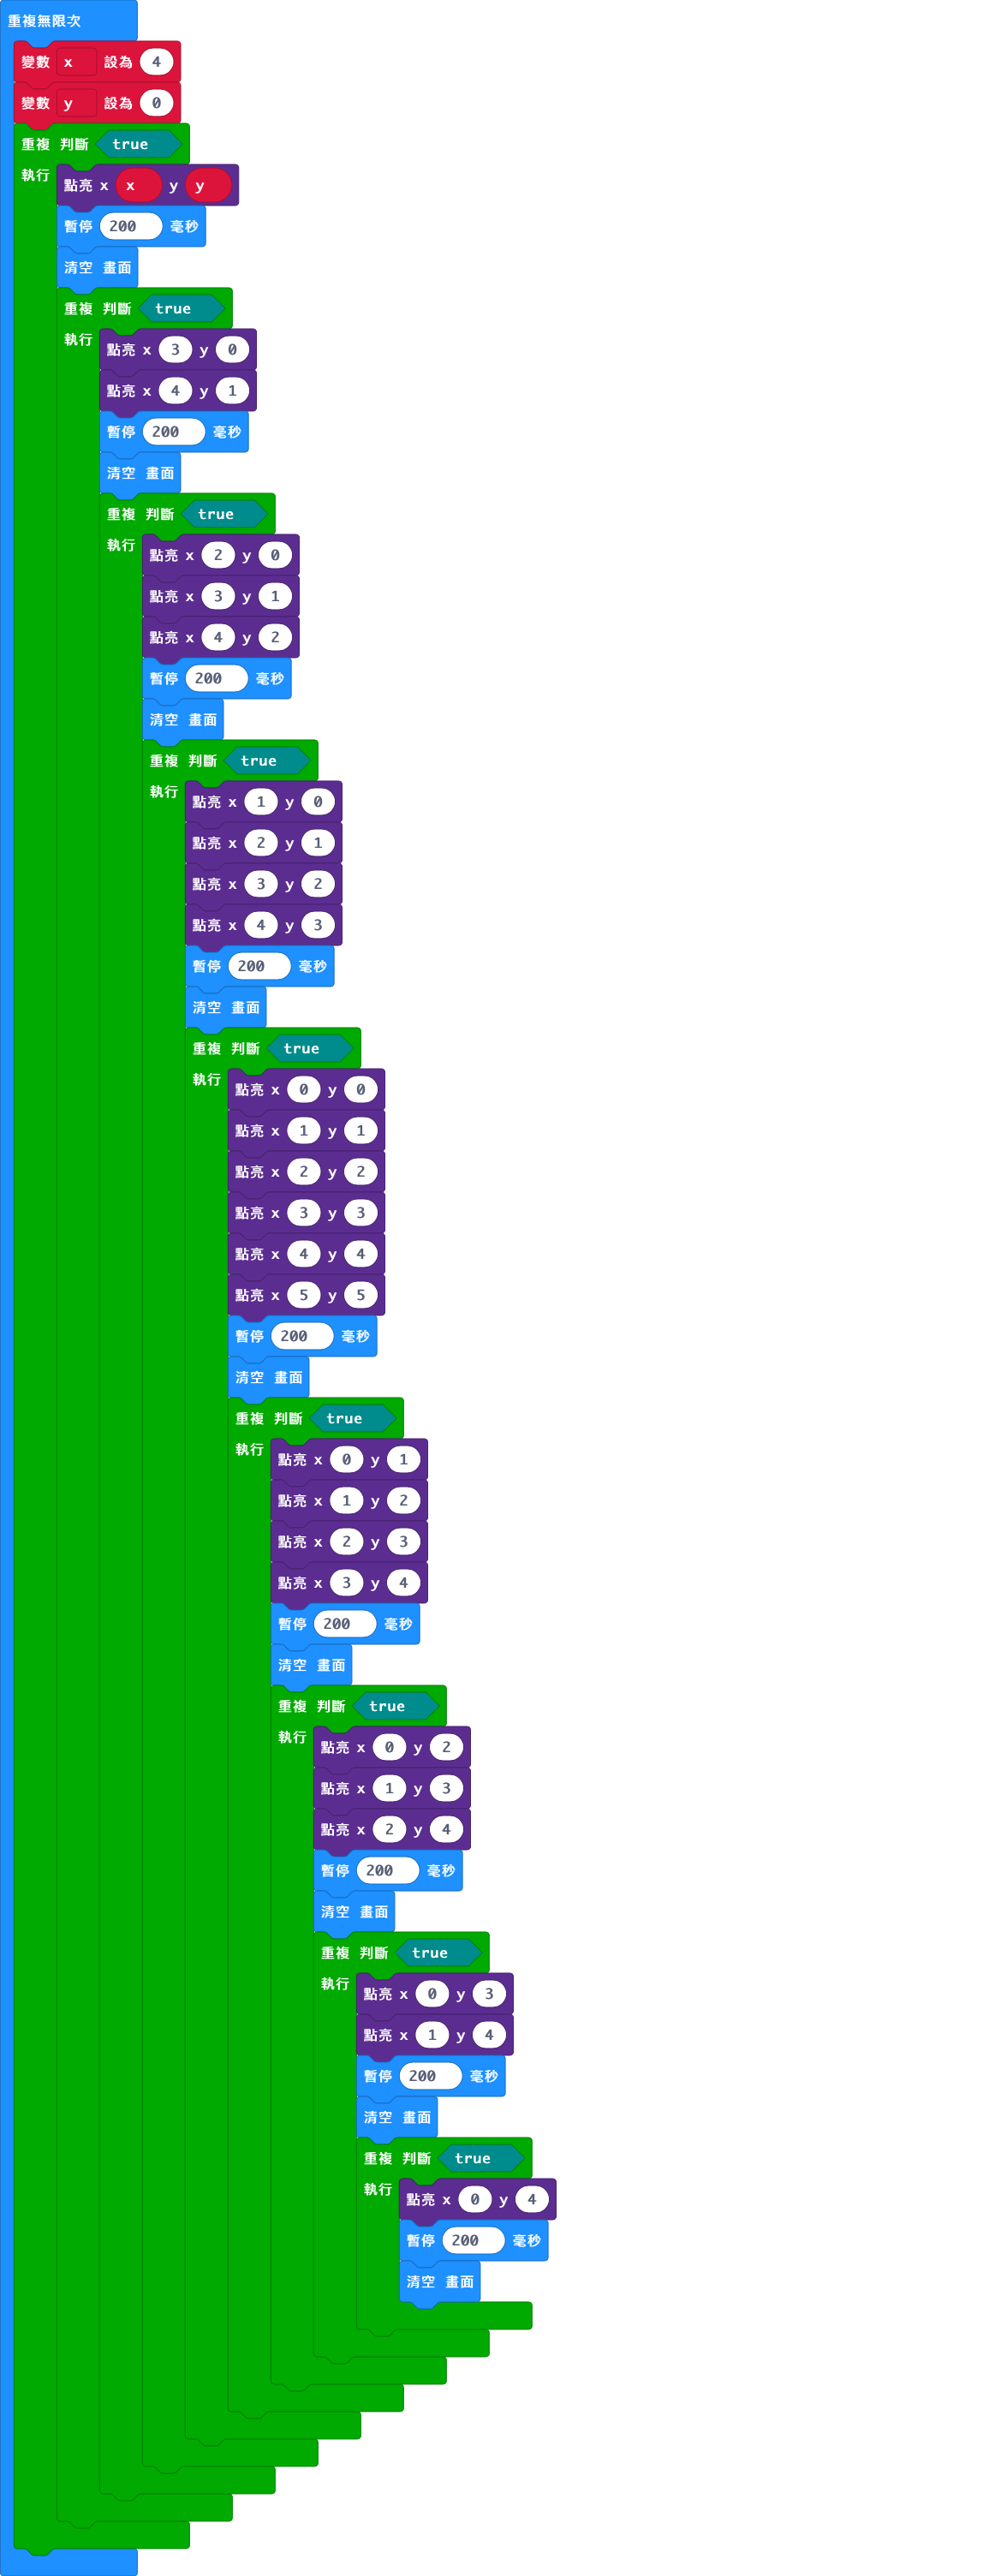 重複無限次
變數 x 設為 4
變數 y 設為 0
重複 判斷 true
執行 點亮 x x y y
暫停 200 毫秒
清空 畫面
重複 判斷 true
執行 點亮 x 3 y 0
點亮 x 4 y 1
暫停 200 毫秒
清空 畫面
重複 判斷 true
執行 點亮 x 2 y 0
點亮 x 3 y 1
點亮 x 4 y 2
暫停 200 毫秒
清空 畫面
重複 判斷 true
執行 點亮 x 1 y 0
點亮 x 2 y 1
點亮 x 3 y 2
點亮 x 4 y 3
暫停 200 毫秒
清空 畫面
重複 判斷 true
執行 點亮 x 0 y 0
點亮 x 1 y 1
點亮 x 2 y 2
點亮 x 3 y 3
點亮 x 4 y 4
點亮 x 5 y 5
暫停 200 毫秒
清空 畫面
重複 判斷 true
執行 點亮 x 0 y 1
點亮 x 1 y 2
點亮 x 2 y 3
點亮 x 3 y 4
暫停 200 毫秒
清空 畫面
重複 判斷 true
執行 點亮 x 0 y 2
點亮 x 1 y 3
點亮 x 2 y 4
暫停 200 毫秒
清空 畫面
重複 判斷 true
執行 點亮 x 0 y 3
點亮 x 1 y 4
暫停 200 毫秒
清空 畫面
重複 判斷 true
執行 點亮 x 0 y 4
暫停 200 毫秒
清空 畫面